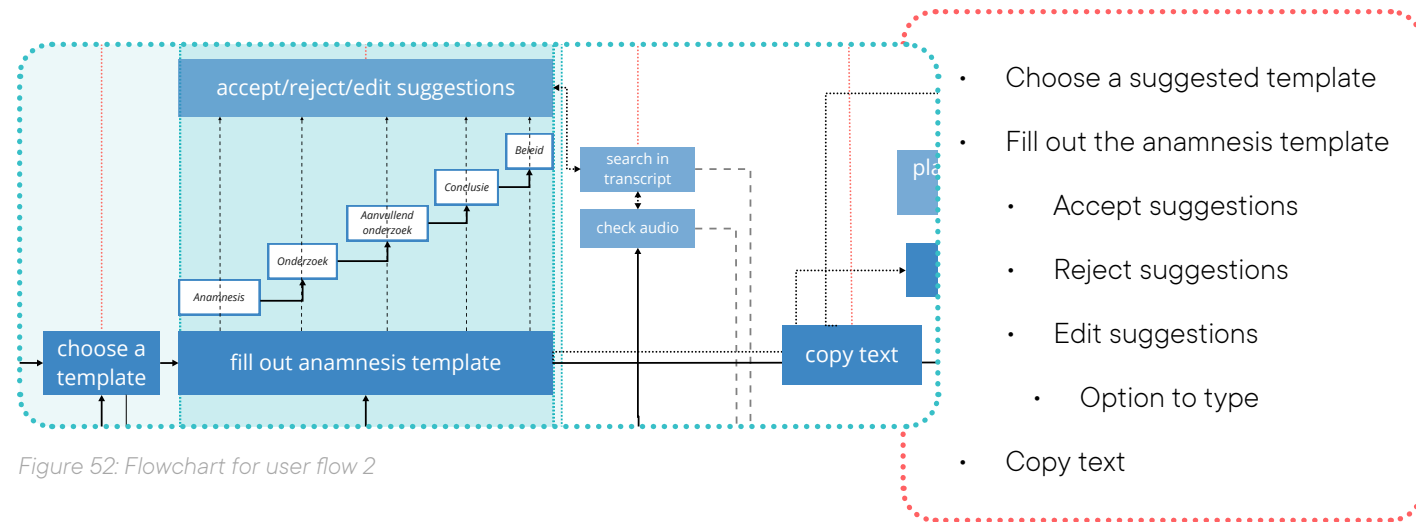 accept/reject/edit suggestions
Beleid
Conclusie
Aanvullend
onderzoek
Onderzoek
Anamnesis
choose a
template
fill out anamnesis template
search in
transcript
check audio
copy text
pla
Figure 52: Flowchart for user flow 2
• Choose a suggested template
• Fill out the anamnesis template
• Accept suggestions
• Reject suggestions
• Edit suggestions
• Option to type
• Copy text